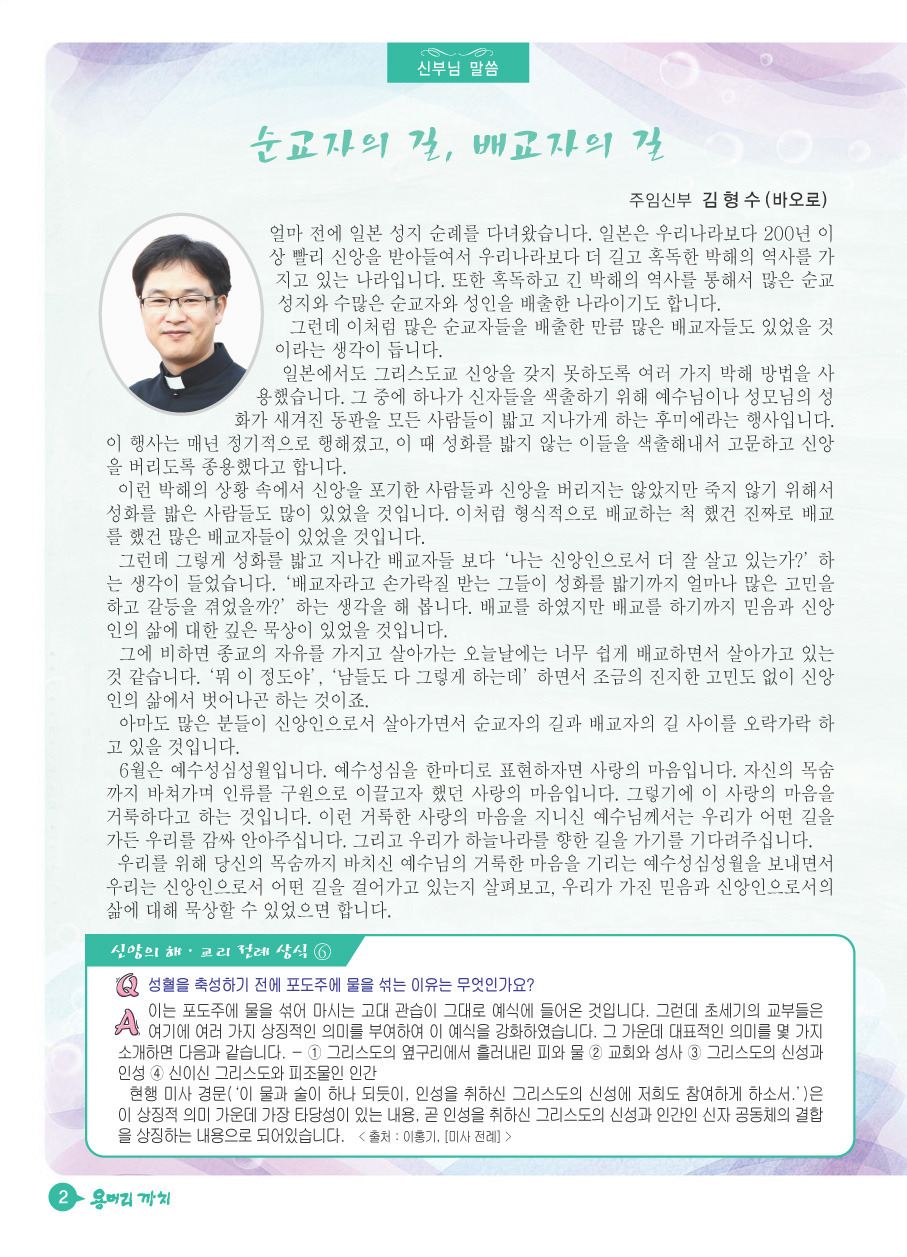 신부님 말씀
순교자의 길, 배교자의 길
주임신부 김 형 수 (바오로)
얼마 전에 일본 성지 순례를 다녀왔습니다. 일본은 우리나라보다 200년 이
상 빨리 신앙을 받아들여서 우리나라보다 더 길고 혹독한 박해의 역사를 가
지고 있는 나라입니다. 또한 혹독하고 긴 박해의 역사를 통해서 많은 순교
성지와 수많은 순교자와 성인을 배출한 나라이기도 합니다.
그런데 이처럼 많은 순교자들을 배출한 만큼 많은 배교자들도 있었을 것
이라는 생각이 듭니다.
일본에서도 그리스도교 신앙을 갖지 못하도록 여러 가지 박해 방법을 사
용했습니다. 그 중에 하나가 신자들을 색출하기 위해 예수님이나 성모님의 성
화가 새겨진 동판을 모든 사람들이 밟고 지나가게 하는 후미에라는 행사입니다.
이 행사는 매년 정기적으로 행해졌고, 이 때 성화를 밟지 않는 이들을 색출해내서 고문하고 신앙
을 버리도록 종용했다고 합니다.
이런 박해의 상황 속에서 신앙을 포기한 사람들과 신앙을 버리지는 않았지만 죽지 않기 위해서
성화를 밟은 사람들도 많이 있었을 것입니다. 이처럼 형식적으로 배교하는 척 했건 진짜로 배교
를 했건 많은 배교자들이 있었을 것입니다.
그런데 그렇게 성화를 밟고 지나간 배교자들 보다 ‘나는 신앙인으로서 더 잘 살고 있는가?’ 하
는 생각이 들었습니다. ‘배교자라고 손가락질 받는 그들이 성화를 밟기까지 얼마나 많은 고민을
하고 갈등을 겪었을까?’ 하는 생각을 해 봅니다. 배교를 하였지만 배교를 하기까지 믿음과 신앙
인의 삶에 대한 깊은 묵상이 있었을 것입니다.
그에 비하면 종교의 자유를 가지고 살아가는 오늘날에는 너무 쉽게 배교하면서 살아가고 있는
것 같습니다. ‘뭐 이 정도야’, ‘남들도 다 그렇게 하는데’ 하면서 조금의 진지한 고민도 없이 신앙
인의 삶에서 벗어나곤 하는 것이죠.
아마도 많은 분들이 신앙인으로서 살아가면서 순교자의 길과 배교자의 길 사이를 오락가락 하
고 있을 것입니다.
6월은 예수성심성월입니다. 예수성심을 한마디로 표현하자면 사랑의 마음입니다. 자신의 목숨
까지 바쳐가며 인류를 구원으로 이끌고자 했던 사랑의 마음입니다. 그렇기에 이 사랑의 마음을
거룩하다고 하는 것입니다. 이런 거룩한 사랑의 마음을 지니신 예수님께서는 우리가 어떤 길을
가든 우리를 감싸 안아주십니다. 그리고 우리가 하늘나라를 향한 길을 가기를 기다려주십니다.
우리를 위해 당신의 목숨까지 바치신 예수님의 거룩한 마음을 기리는 예수성심성월을 보내면서
우리는 신앙인으로서 어떤 길을 걸어가고 있는지 살펴보고, 우리가 가진 믿음과 신앙인으로서의
삶에 대해 묵상할 수 있었으면 합니다.
신앙의 해 · 교리 전례 상식 ⑥
Q 성혈을 축성하기 전에 포도주에 물을 섞는 이유는 무엇인가요?
A 이는 포도주에 물을 섞어 마시는 고대 관습이 그대로 예식에 들어온 것입니다. 그런데 초세기의 교부들은
여기에 여러 가지 상징적인 의미를 부여하여 이 예식을 강화하였습니다. 그 가운데 대표적인 의미를 몇 가지
소개하면 다음과 같습니다. – ① 그리스도의 옆구리에서 흘러내린 피와 물 ② 교회와 성사 ③ 그리스도의 신성과
인성 ④ 신이신 그리스도와 피조물인 인간
현행 미사 경문(‘이 물과 술이 하나 되듯이, 인성을 취하신 그리스도의 신성에 저희도 참여하게 하소서.’)은
이 상징적 의미 가운데 가장 타당성이 있는 내용, 곧 인성을 취하신 그리스도의 신성과 인간인 신자 공동체의 결합
을 상징하는 내용으로 되어있습니다. < 출처 : 이홍기, [미사 전례] >
2 용머리 까치